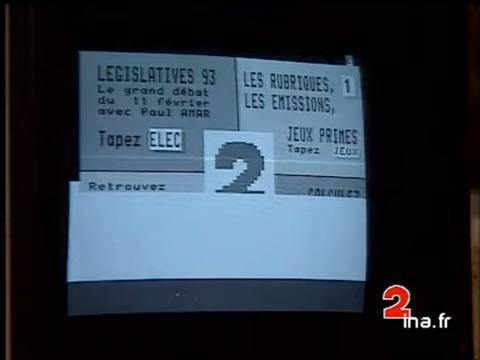 LEGISLATIVES 93
Le grand débat
du 11 février
avec Paul AMAR
Tapez ELEC
LES RUBRIQUES, 1
LES EMISSIONS,
JEUX PRIMES
Tapez JEUX
2
Retrouvez
CALCULEZ
2
ina.fr